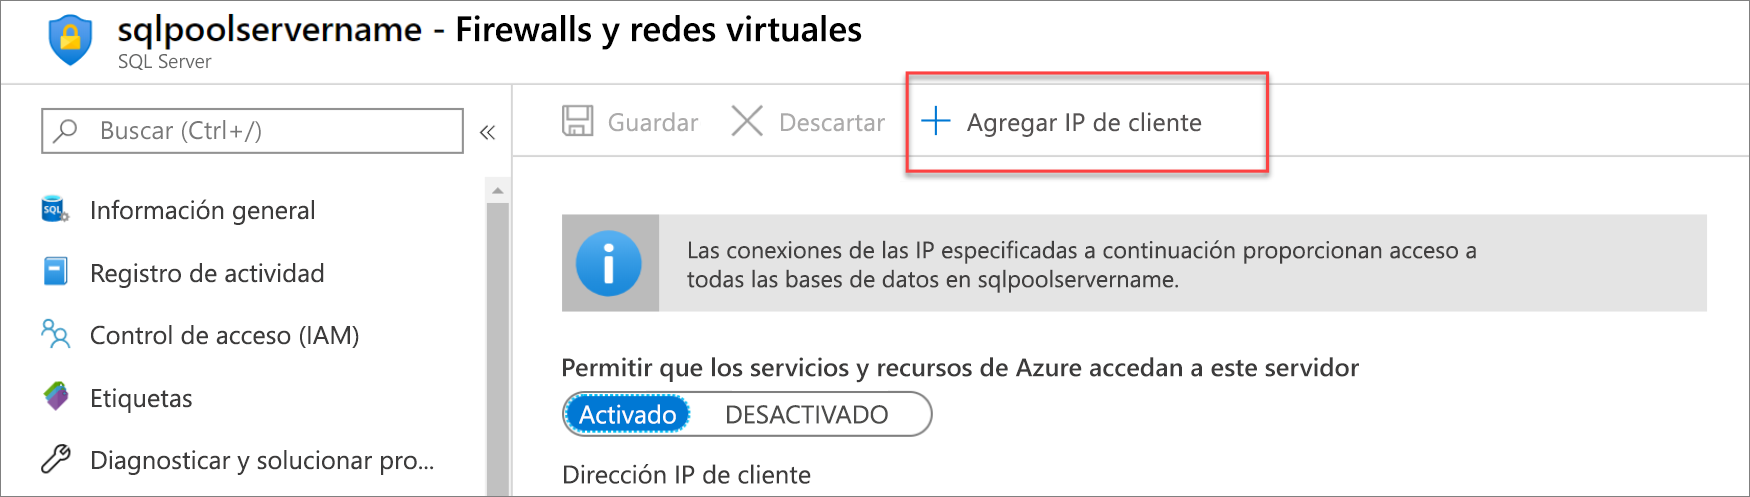 sqlpoolservername - Firewalls y redes virtuales
SQL Server
Buscar (Ctrl+/)
«
Guardar
Descartar
Agregar IP de cliente
SQL
Información general
Registro de actividad
Control de acceso (IAM)
Etiquetas
Diagnosticar y solucionar pro...
Las conexiones de las IP especificadas a continuación proporcionan acceso a
todas las bases de datos en sqlpoolservername.
Permitir que los servicios y recursos de Azure accedan a este servidor
Activado DESACTIVADO
Dirección IP de cliente